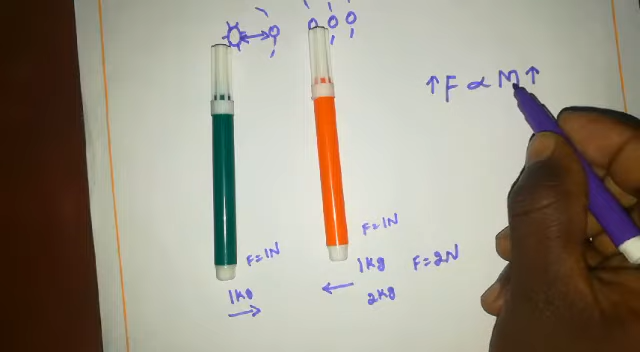 ↑F ∝ M↑
F=1N
F=1N
1kg
F=2N
1kg
2kg